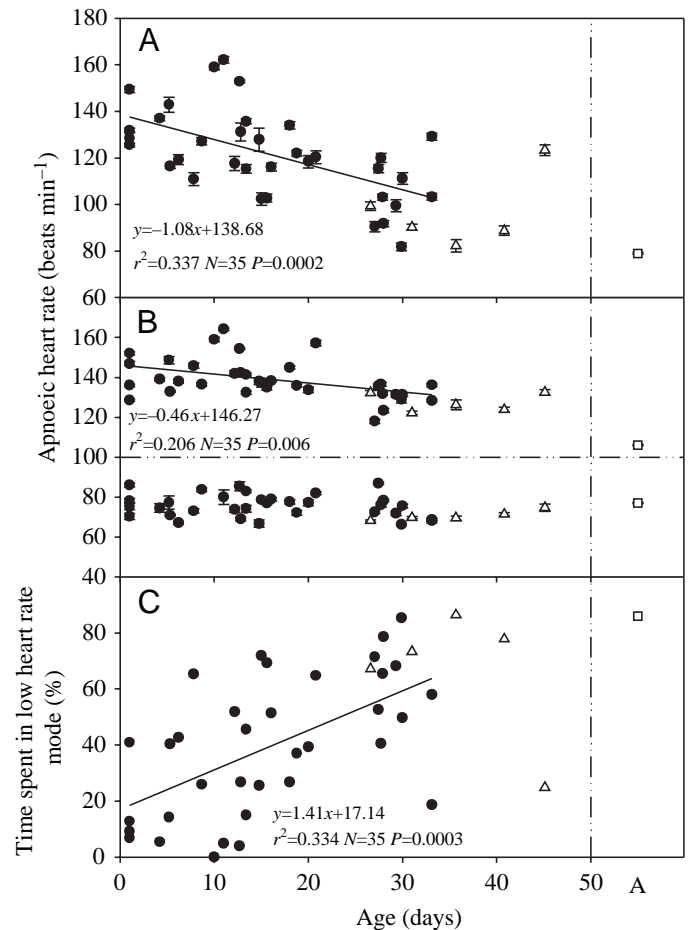 180
A
160
140
120
100
80
y=–1.08x+138.68
r²=0.337 N=35 P=0.0002
60
Apnoeic heart rate (beats min⁻¹)
B
160
140
120
y=–0.46x+146.27
r²=0.206 N=35 P=0.006
100
80
60
40
C
80
60
40
20
0
Time spent in low heart rate
mode (%)
y=1.41x+17.14
r²=0.334 N=35 P=0.0003
0 10 20 30 40 50 A
Age (days)